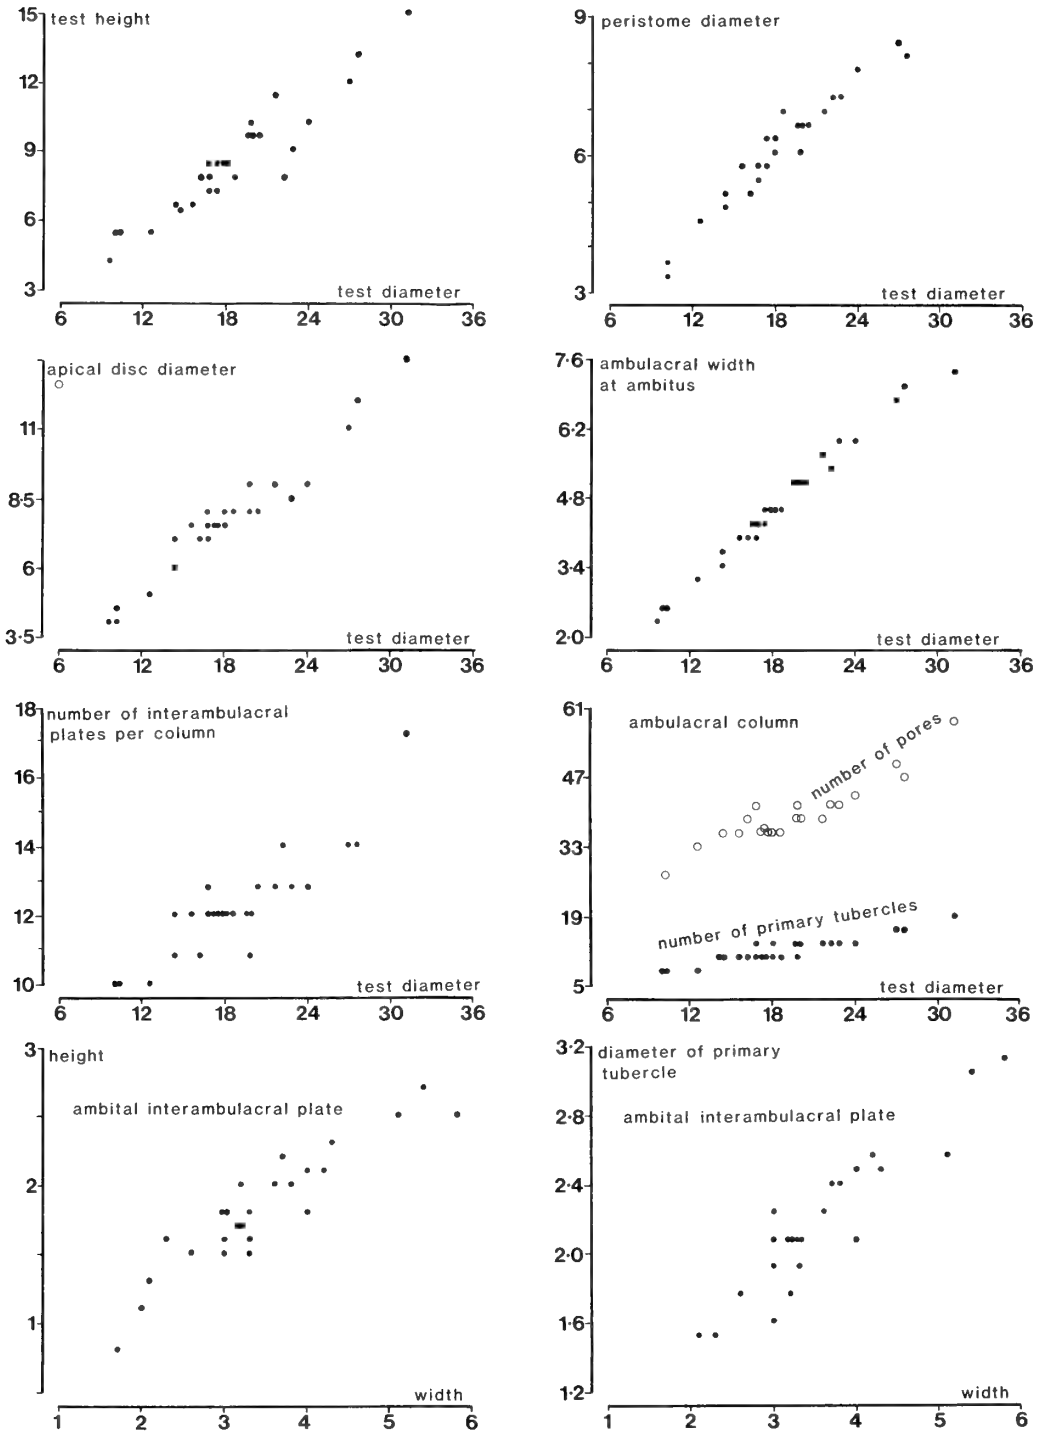 test height
15
12
9
6
3
test diameter
6 12 18 24 30 36
peristome diameter
9
6
3
test diameter
6 12 18 24 30 36
apical disc diameter
11
8·5
6
3·5
test diameter
6 12 18 24 30 36
ambulacral width
at ambitus
7·6
6·2
4·8
3·4
2·0
test diameter
6 12 18 24 30 36
number of interambulacral
plates per column
18
16
14
12
10
test diameter
6 12 18 24 30 36
ambulacral column
number of pores
number of primary tubercles
61
47
33
19
5
test diameter
6 12 18 24 30 36
height
ambital interambulacral plate
3
2
1
width
1 2 3 4 5 6
diameter of primary
tubercle
ambital interambulacral plate
3·2
2·8
2·4
2·0
1·6
1·2
width
1 2 3 4 5 6